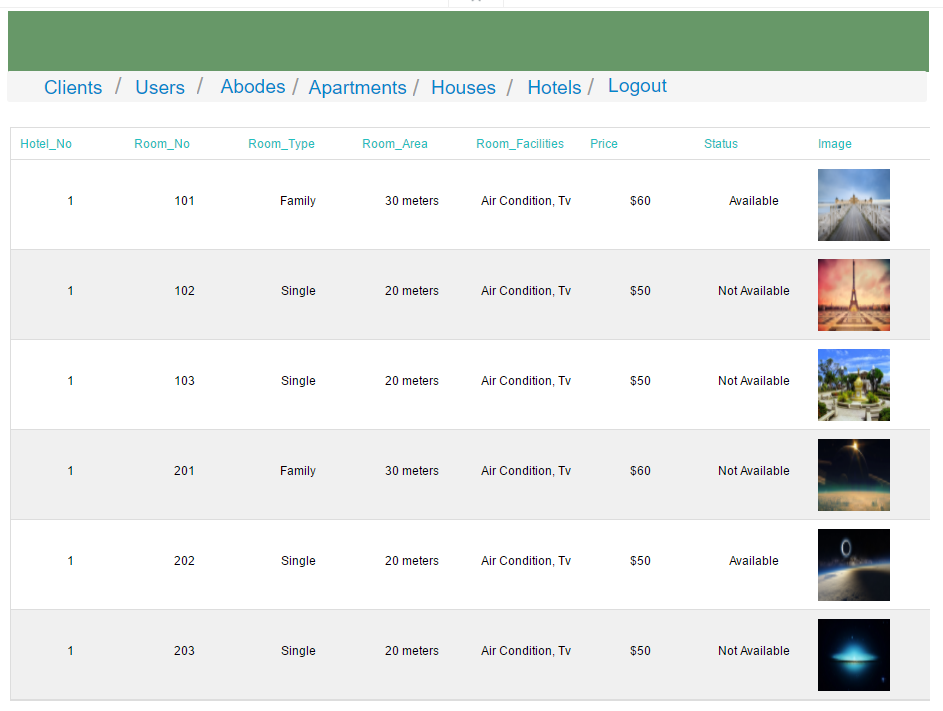 Clients / Users / Abodes / Apartments / Houses / Hotels / Logout
Hotel_No Room_No Room_Type Room_Area Room_Facilities Price Status Image
1 101 Family 30 meters Air Condition, Tv $60 Available
1 102 Single 20 meters Air Condition, Tv $50 Not Available
1 103 Single 20 meters Air Condition, Tv $50 Not Available
1 201 Family 30 meters Air Condition, Tv $60 Not Available
1 202 Single 20 meters Air Condition, Tv $50 Available
1 203 Single 20 meters Air Condition, Tv $50 Not Available